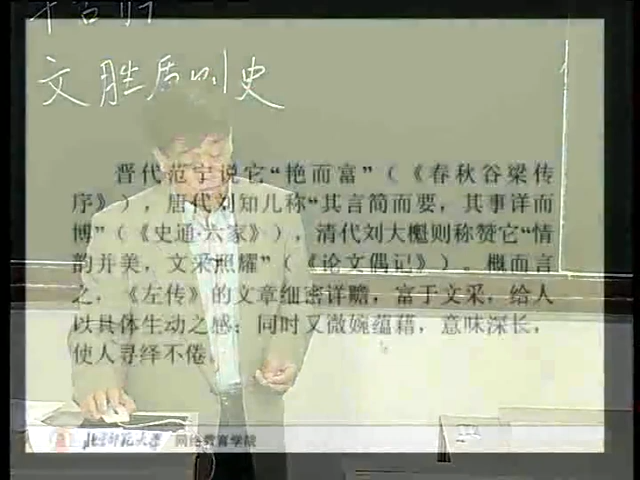 文胜质则史
晋代范宁说它“艳而富”（《春秋谷梁传
序》），唐代刘知几称“其言简而要，其事详而
博”（《史通·六家》），清代刘大櫆则称赞它“情
韵并美，文采照耀”（《论文偶记》）。概而言
之，《左传》的文章细密详赡，富于文采，给人
以具体生动之感；同时又微婉蕴藉，意味深长，
使人寻绎不倦。
北京师范大学 网络教育学院